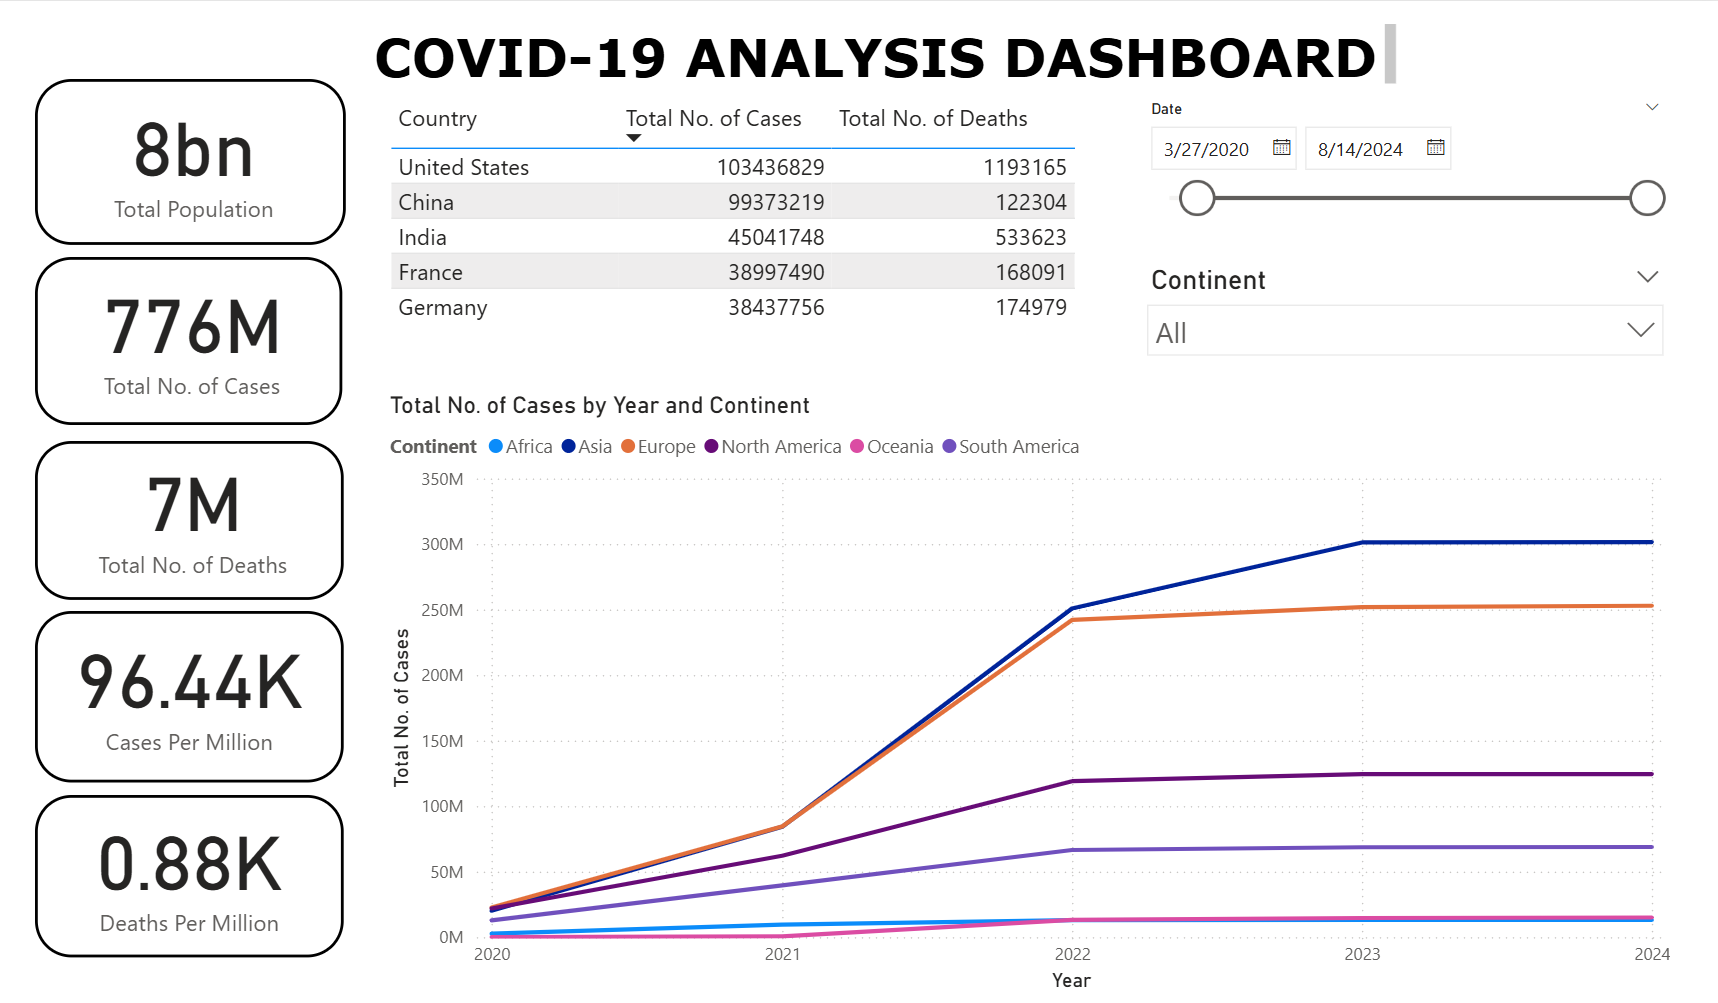 COVID-19 ANALYSIS DASHBOARD
8bn
Total Population
776M
Total No. of Cases
7M
Total No. of Deaths
96.44K
Cases Per Million
0.88K
Deaths Per Million
Country Total No. of Cases Total No. of Deaths
United States 103436829 1193165
China 99373219 122304
India 45041748 533623
France 38997490 168091
Germany 38437756 174979
Date
3/27/2020 8/14/2024
Continent
All
Total No. of Cases by Year and Continent
Continent Africa Asia Europe North America Oceania South America
Total No. of Cases
350M
300M
250M
200M
150M
100M
50M
0M
2020 2021 2022 2023 2024
Year